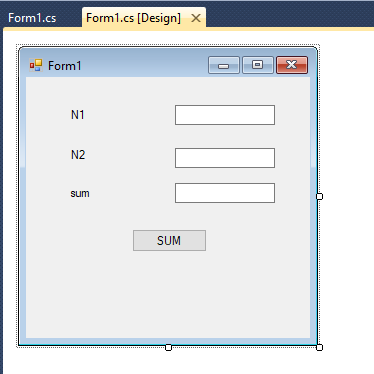 Form1.cs Form1.cs [Design]
Form1
N1
N2
sum
SUM